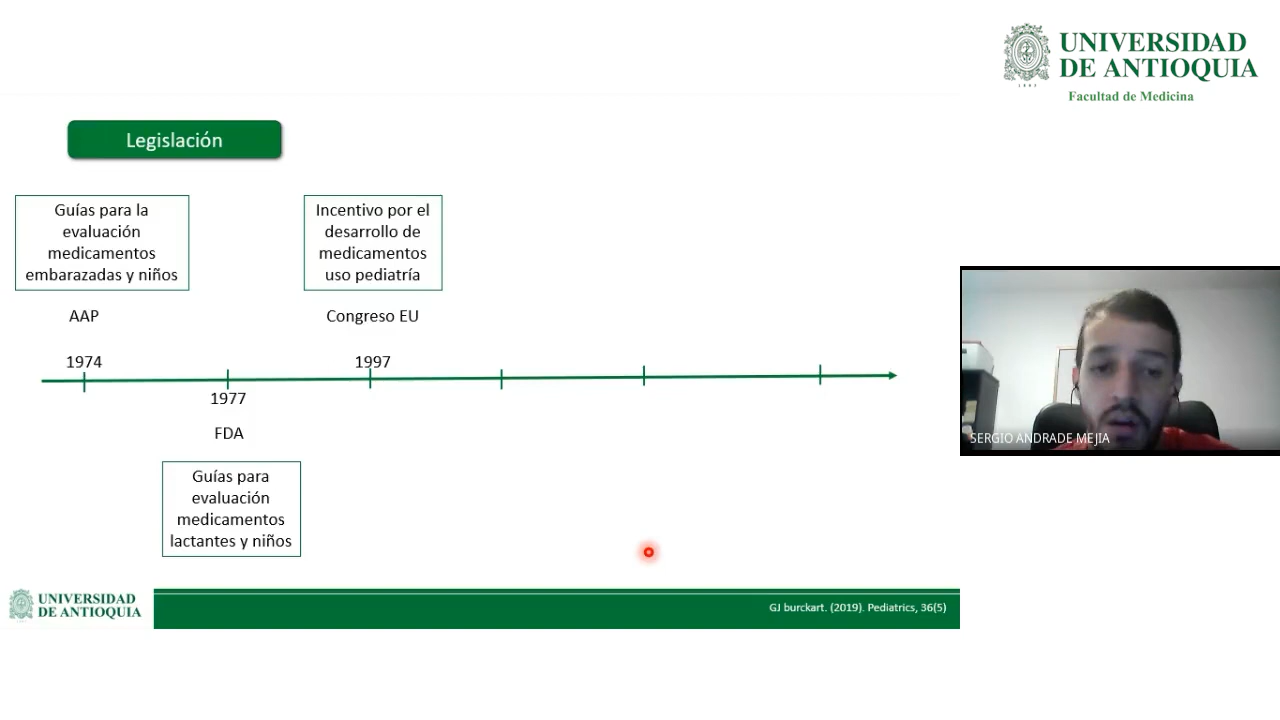 UNIVERSIDAD
DE ANTIOQUIA
1803
Facultad de Medicina
Legislación
Guías para la
evaluación
medicamentos
embarazadas y niños
AAP
1974
Incentivo por el
desarrollo de
medicamentos
uso pediatría
Congreso EU
1997
1977
FDA
Guías para
evaluación
medicamentos
lactantes y niños
SERGIO ANDRADE MEJIA
UNIVERSIDAD
DE ANTIOQUIA
GJ burckart. (2019). Pediatrics, 36(5)